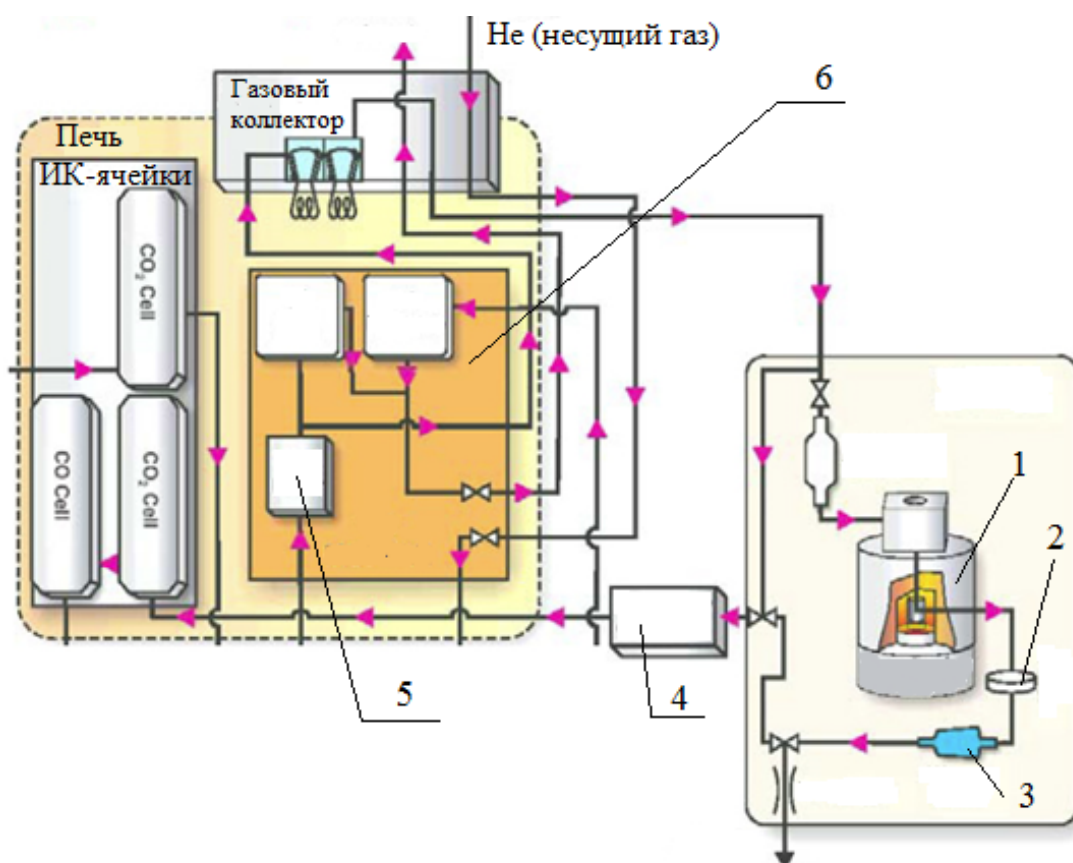 Не (несущий газ)
6
Газовый
коллектор
Печь
ИК-ячейки
CO₂ Cell
1
2
CO Cell
CO₂ Cell
5
4
3